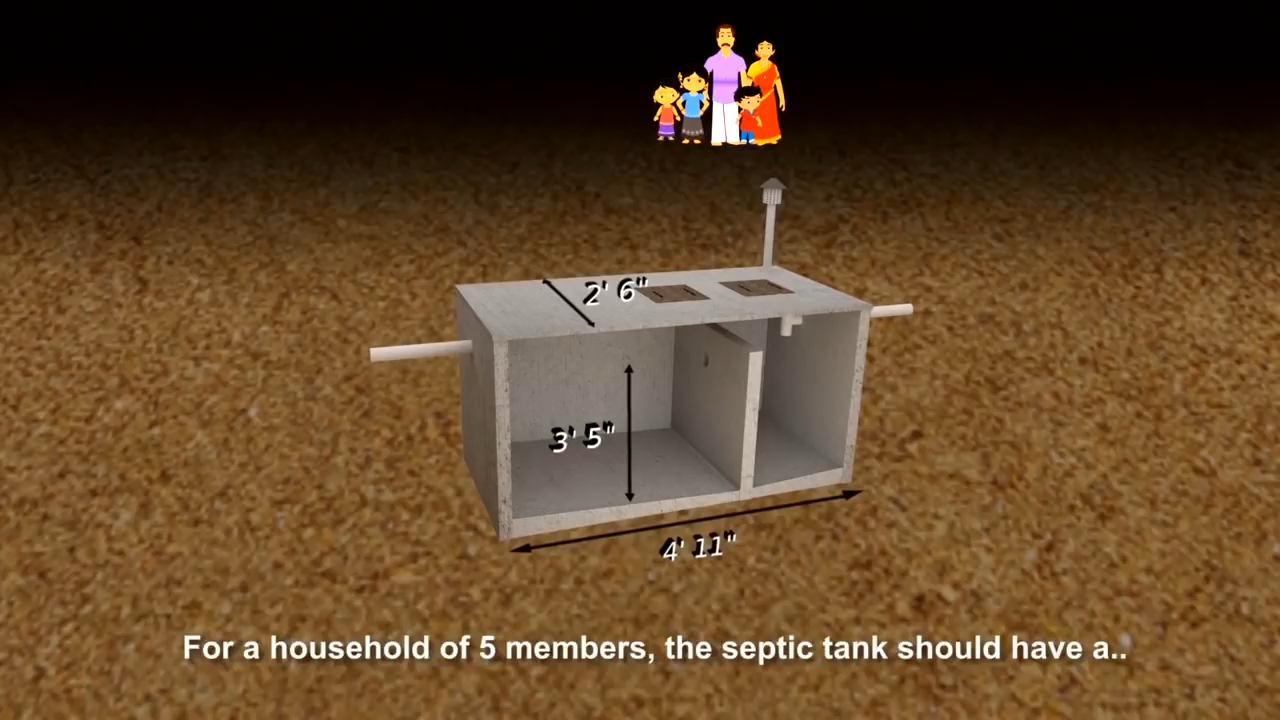 2' 6"
3' 5"
4' 11"
For a household of 5 members, the septic tank should have a..